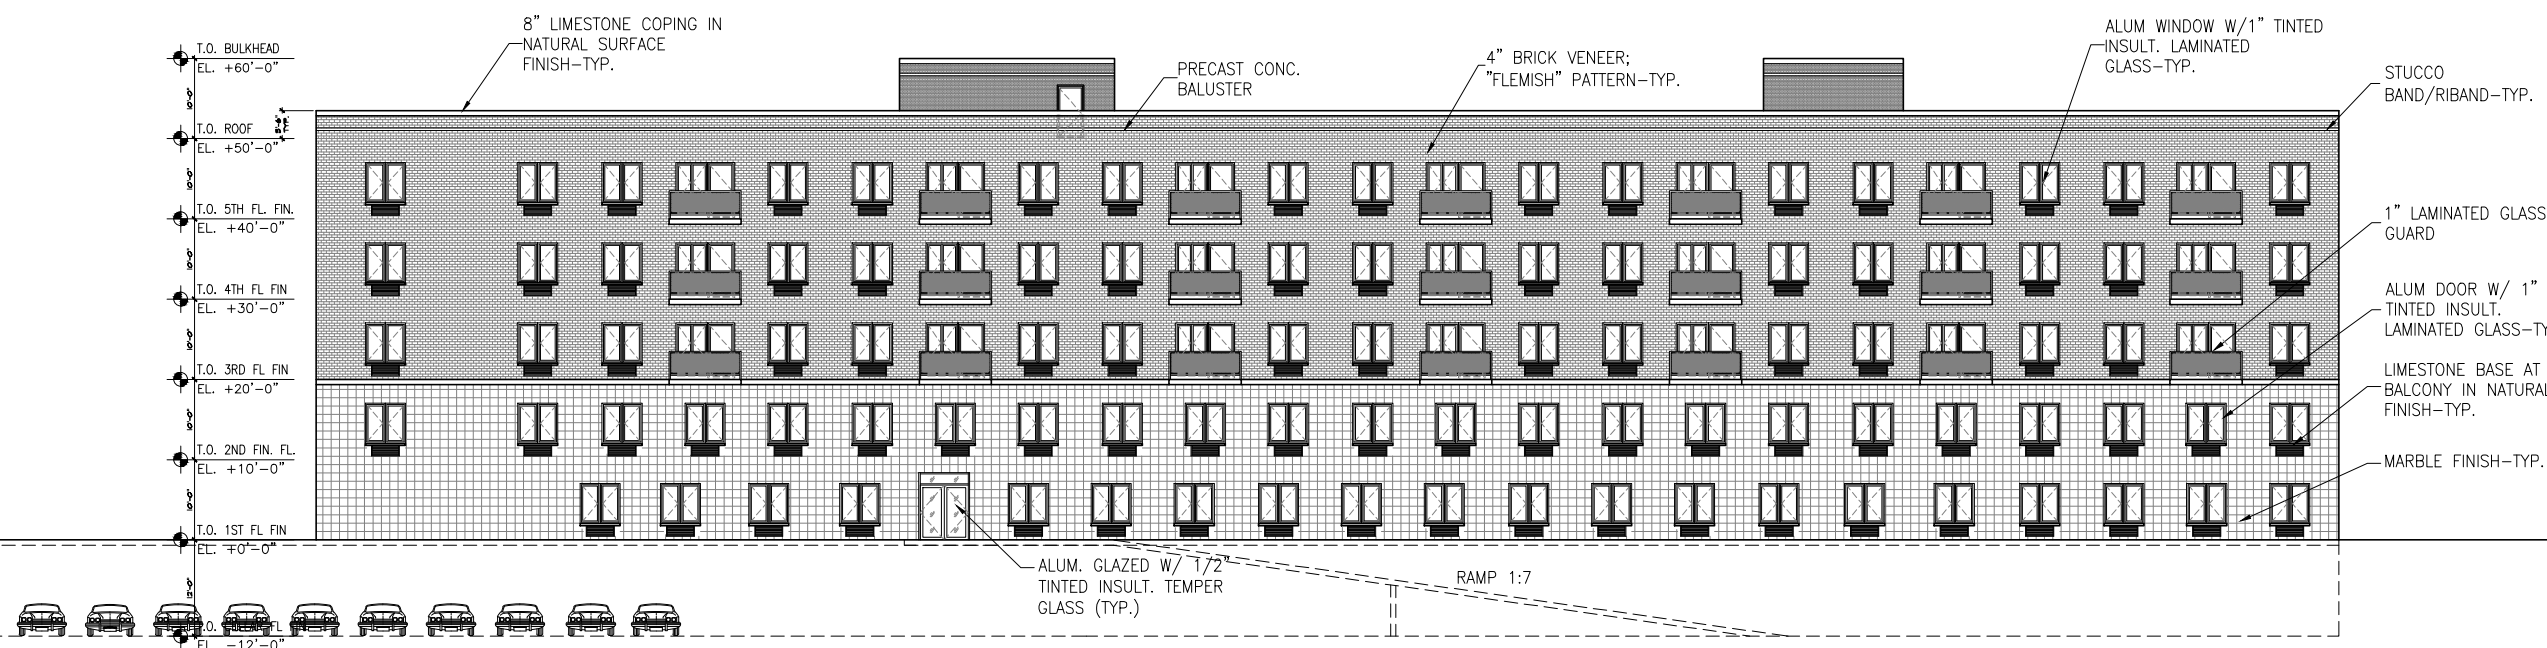 8" LIMESTONE COPING IN
NATURAL SURFACE
FINISH-TYP.
PRECAST CONC.
BALUSTER
4" BRICK VENEER;
"FLEMISH" PATTERN-TYP.
ALUM WINDOW W/1" TINTED
INSULT. LAMINATED
GLASS-TYP.
STUCCO
BAND/RIBAND-TYP.
1" LAMINATED GLASS
GUARD
ALUM DOOR W/ 1"
TINTED INSULT.
LAMINATED GLASS-TY
LIMESTONE BASE AT
BALCONY IN NATURAL
FINISH-TYP.
MARBLE FINISH-TYP.
T.O. BULKHEAD
EL. +60'-0"
T.O. ROOF
EL. +50'-0"
TYP.
T.O. 5TH FL. FIN.
EL. +40'-0"
T.O. 4TH FL FIN
EL. +30'-0"
T.O. 3RD FL FIN
EL. +20'-0"
T.O. 2ND FIN. FL.
EL. +10'-0"
T.O. 1ST FL FIN
EL. +0'-0"
ALUM. GLAZED W/ 1/2"
TINTED INSULT. TEMPER
GLASS (TYP.)
RAMP 1:7
T.O. FL
EL. -12'-0"